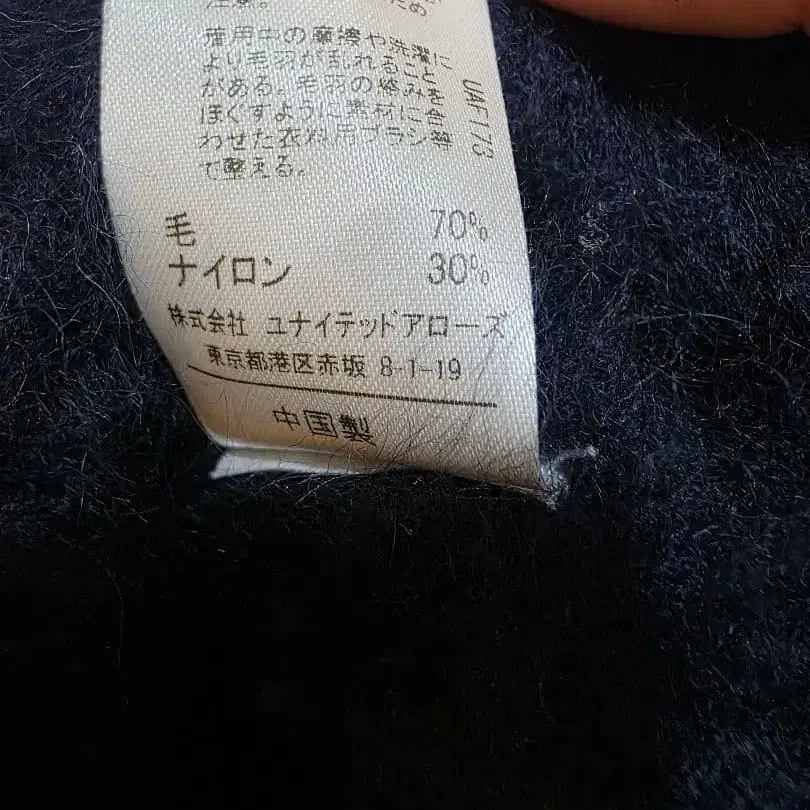 注意。
ため
着用中の摩擦や洗濯に
より毛羽が乱れること
がある。毛羽の絡みを
ほぐすように素材に合
わせた衣料用ブラシ等
で整える。
UAF173
毛 70%
ナイロン 30%
株式会社 ユナイテッドアローズ
東京都港区赤坂 8-1-19
中国製